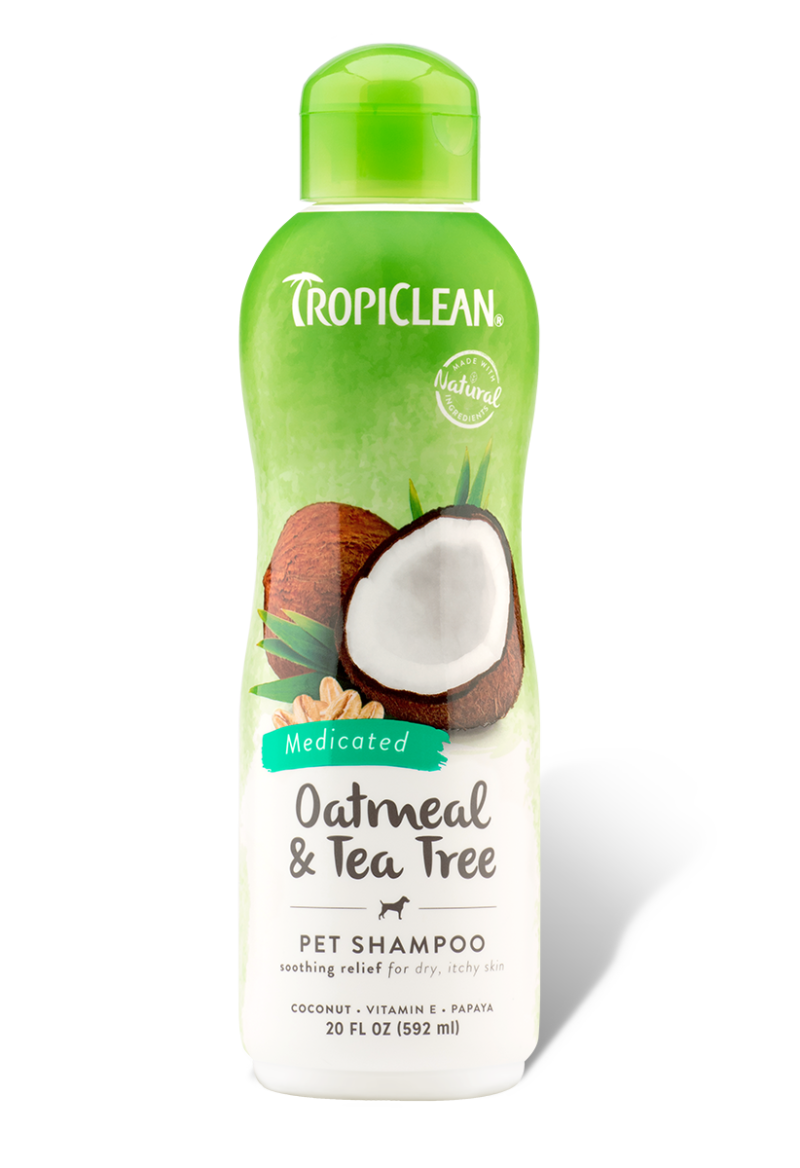 TROPICLEAN®
MADE WITH
Natural
INGREDIENTS
Medicated
Oatmeal
& Tea Tree
PET SHAMPOO
soothing relief for dry, itchy skin
COCONUT • VITAMIN E • PAPAYA
20 FL OZ (592 ml)